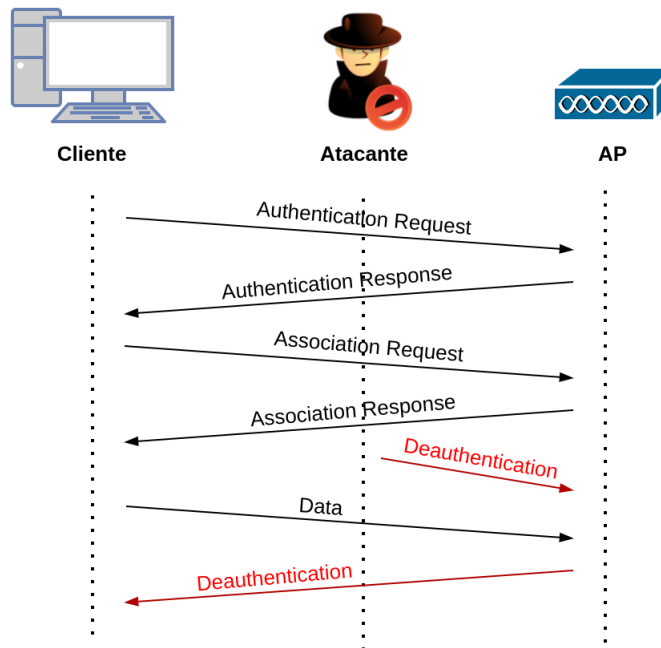 Cliente
Atacante
AP
Authentication Request
Authentication Response
Association Request
Association Response
Deauthentication
Data
Deauthentication